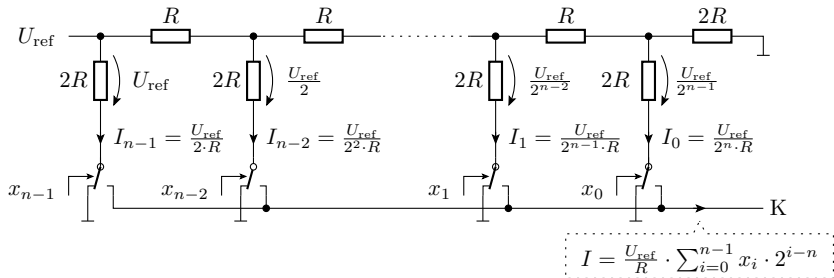 R R R 2R
U_ref
2R U_ref 2R U_ref/2 2R U_ref/2^{n-2} 2R U_ref/2^{n-1}
I_{n-1} = U_ref/(2·R) I_{n-2} = U_ref/(2^2·R) I_1 = U_ref/(2^{n-1}·R) I_0 = U_ref/(2^n·R)
x_{n-1} x_{n-2} x_1 x_0
K
I = U_ref/R · ∑_{i=0}^{n-1} x_i · 2^{i-n}